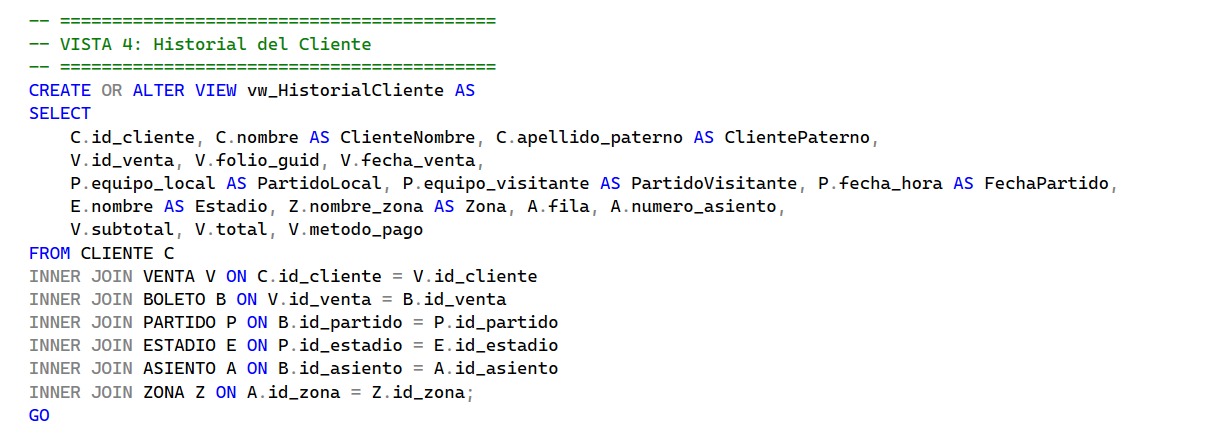 -- ==========================================
-- VISTA 4: Historial del Cliente
-- ==========================================
CREATE OR ALTER VIEW vw_HistorialCliente AS
SELECT
    C.id_cliente, C.nombre AS ClienteNombre, C.apellido_paterno AS ClientePaterno,
    V.id_venta, V.folio_guid, V.fecha_venta,
    P.equipo_local AS PartidoLocal, P.equipo_visitante AS PartidoVisitante, P.fecha_hora AS FechaPartido,
    E.nombre AS Estadio, Z.nombre_zona AS Zona, A.fila, A.numero_asiento,
    V.subtotal, V.total, V.metodo_pago
FROM CLIENTE C
INNER JOIN VENTA V ON C.id_cliente = V.id_cliente
INNER JOIN BOLETO B ON V.id_venta = B.id_venta
INNER JOIN PARTIDO P ON B.id_partido = P.id_partido
INNER JOIN ESTADIO E ON P.id_estadio = E.id_estadio
INNER JOIN ASIENTO A ON B.id_asiento = A.id_asiento
INNER JOIN ZONA Z ON A.id_zona = Z.id_zona;
GO